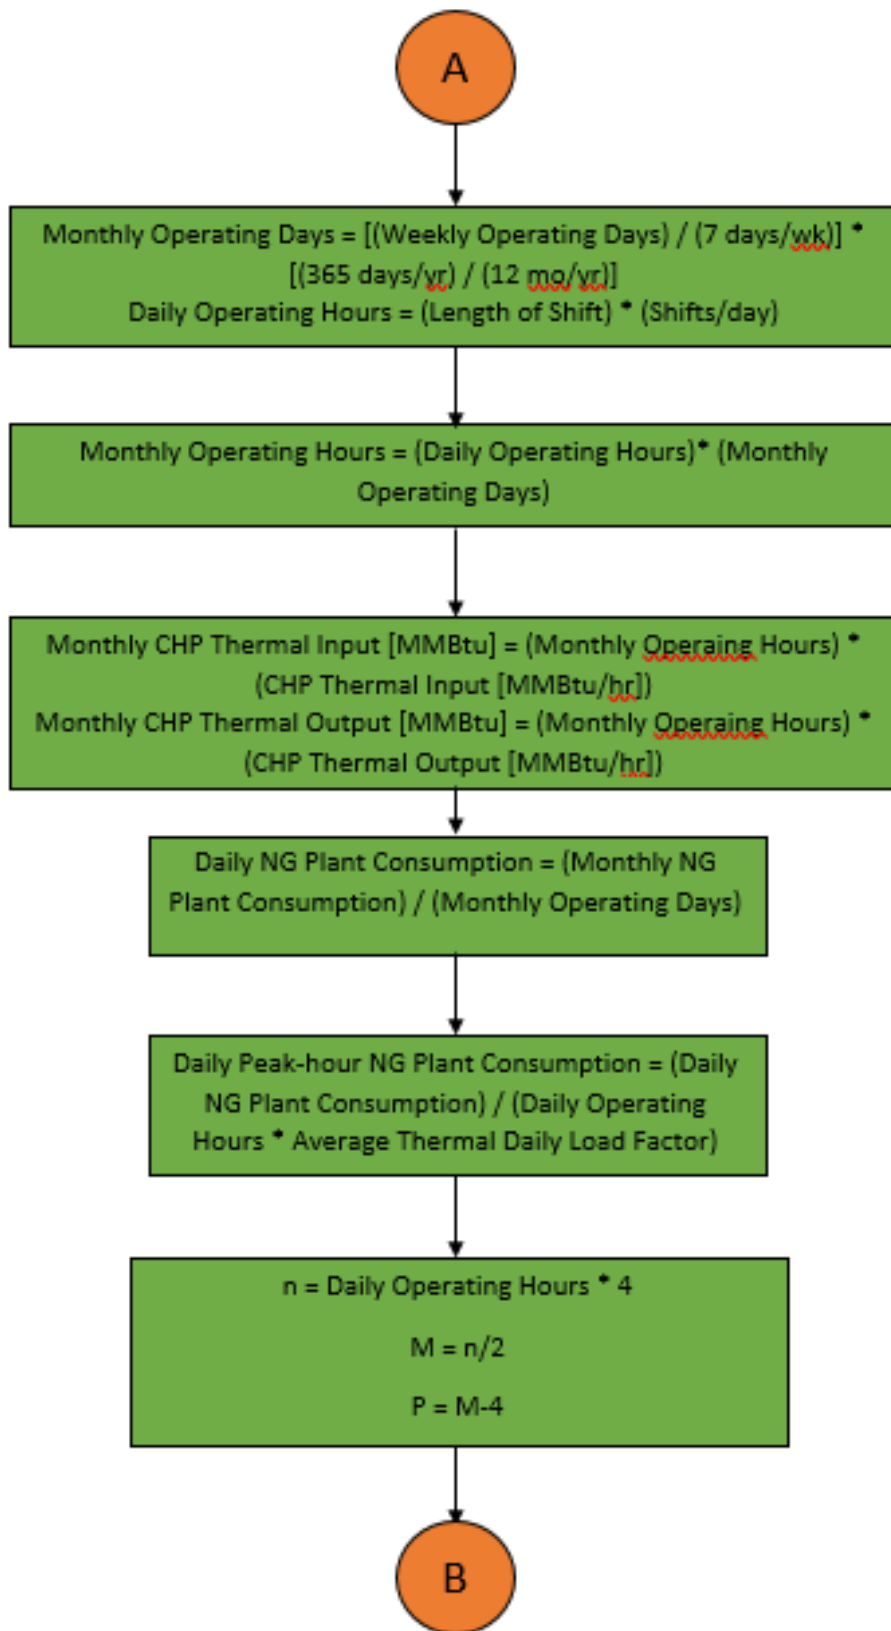 A
Monthly Operating Days = [(Weekly Operating Days) / (7 days/wk)] *
[(365 days/yr) / (12 mo/yr)]
Daily Operating Hours = (Length of Shift) * (Shifts/day)
Monthly Operating Hours = (Daily Operating Hours)* (Monthly
Operating Days)
Monthly CHP Thermal Input [MMBtu] = (Monthly Operaing Hours) *
(CHP Thermal Input [MMBtu/hr])
Monthly CHP Thermal Output [MMBtu] = (Monthly Operaing Hours) *
(CHP Thermal Output [MMBtu/hr])
Daily NG Plant Consumption = (Monthly NG
Plant Consumption) / (Monthly Operating Days)
Daily Peak-hour NG Plant Consumption = (Daily
NG Plant Consumption) / (Daily Operating
Hours * Average Thermal Daily Load Factor)
n = Daily Operating Hours * 4
M = n/2
P = M-4
B